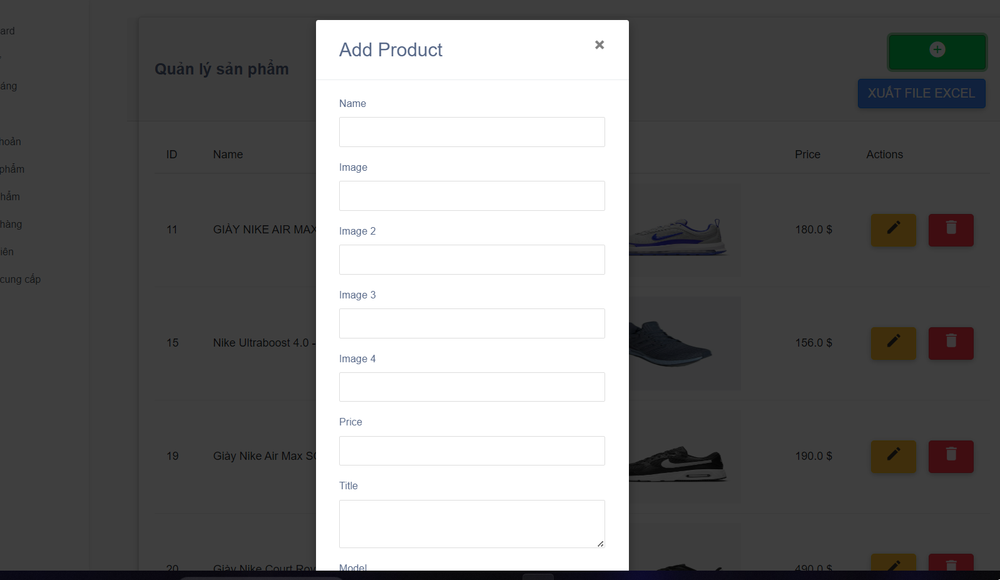 ard
áng
hoản
phẩm
hẩm
hàng
iên
cung cấp
Quản lý sản phẩm
XUẤT FILE EXCEL
Add Product
×
Name
Image
Image 2
Image 3
Image 4
Price
Title
Model
ID Name Price Actions
11 GIÀY NIKE AIR MAX 180.0 $
15 Nike Ultraboost 4.0 - 156.0 $
19 Giày Nike Air Max SC 190.0 $
20 Giày Nike Court Roy 490.0 $